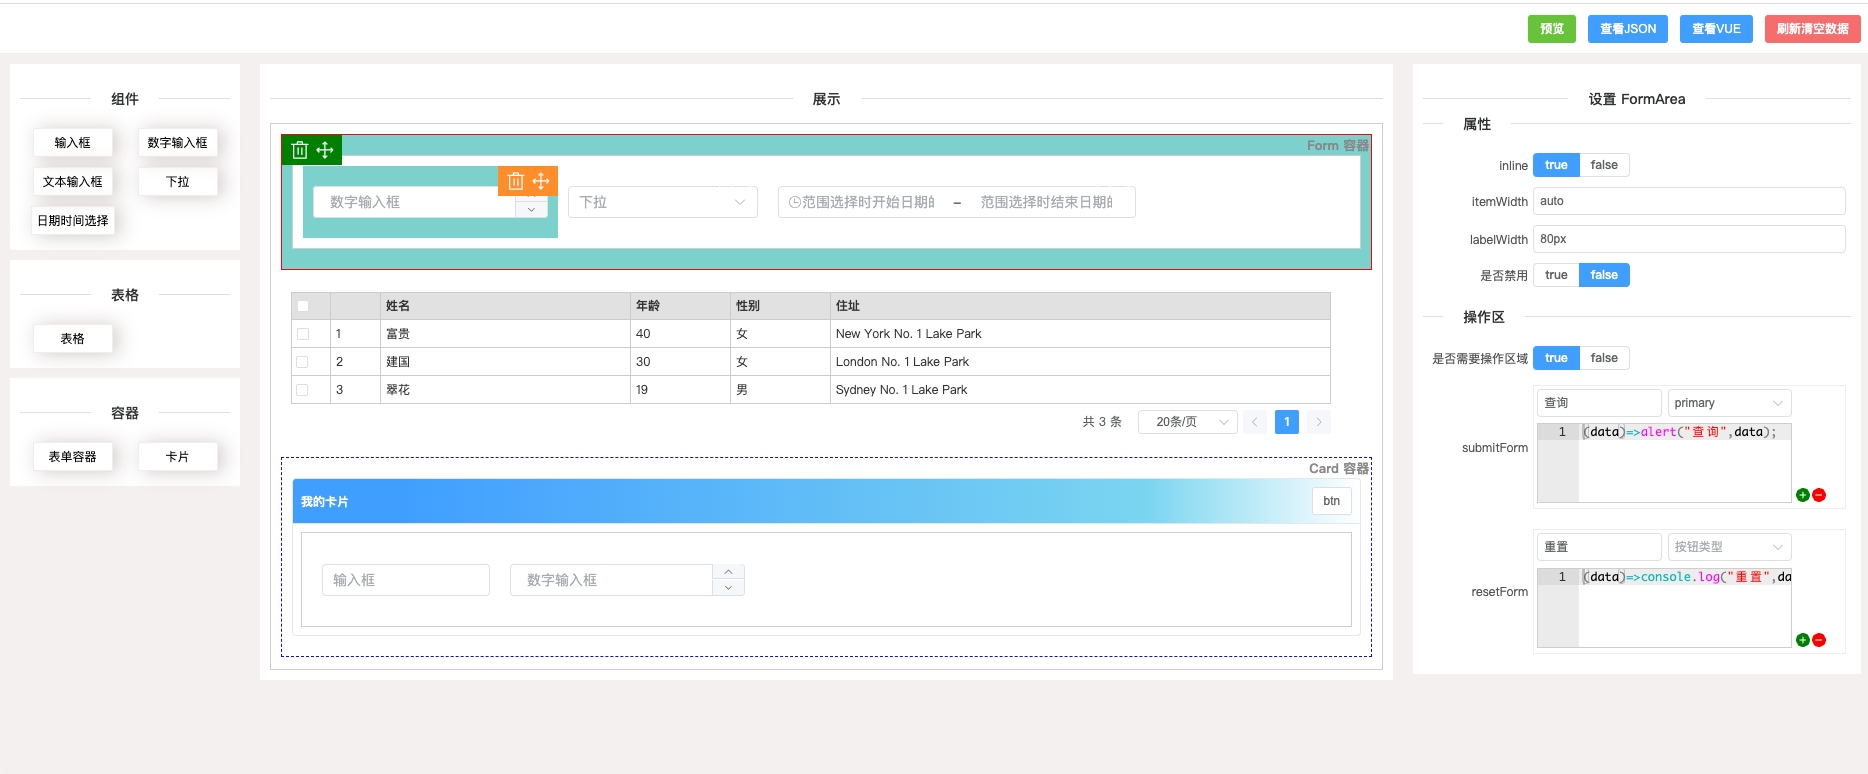 预览 查看JSON 查看VUE 刷新清空数据
组件
输入框 数字输入框
文本输入框 下拉
日期时间选择
表格
表格
容器
表单容器 卡片
展示
Form 容器
数字输入框 下拉 范围选择时开始日期的 – 范围选择时结束日期的
姓名 年龄 性别 住址
1 富贵 40 女 New York No. 1 Lake Park
2 建国 30 女 London No. 1 Lake Park
3 翠花 19 男 Sydney No. 1 Lake Park
共 3 条 20条/页 1
Card 容器
我的卡片 btn
输入框 数字输入框
设置 FormArea
属性
inline true false
itemWidth auto
labelWidth 80px
是否禁用 true false
操作区
是否需要操作区域 true false
查询 primary
submitForm 1 (data)=>alert("查询",data);
重置 按钮类型
resetForm 1 (data)=>console.log("重置",da